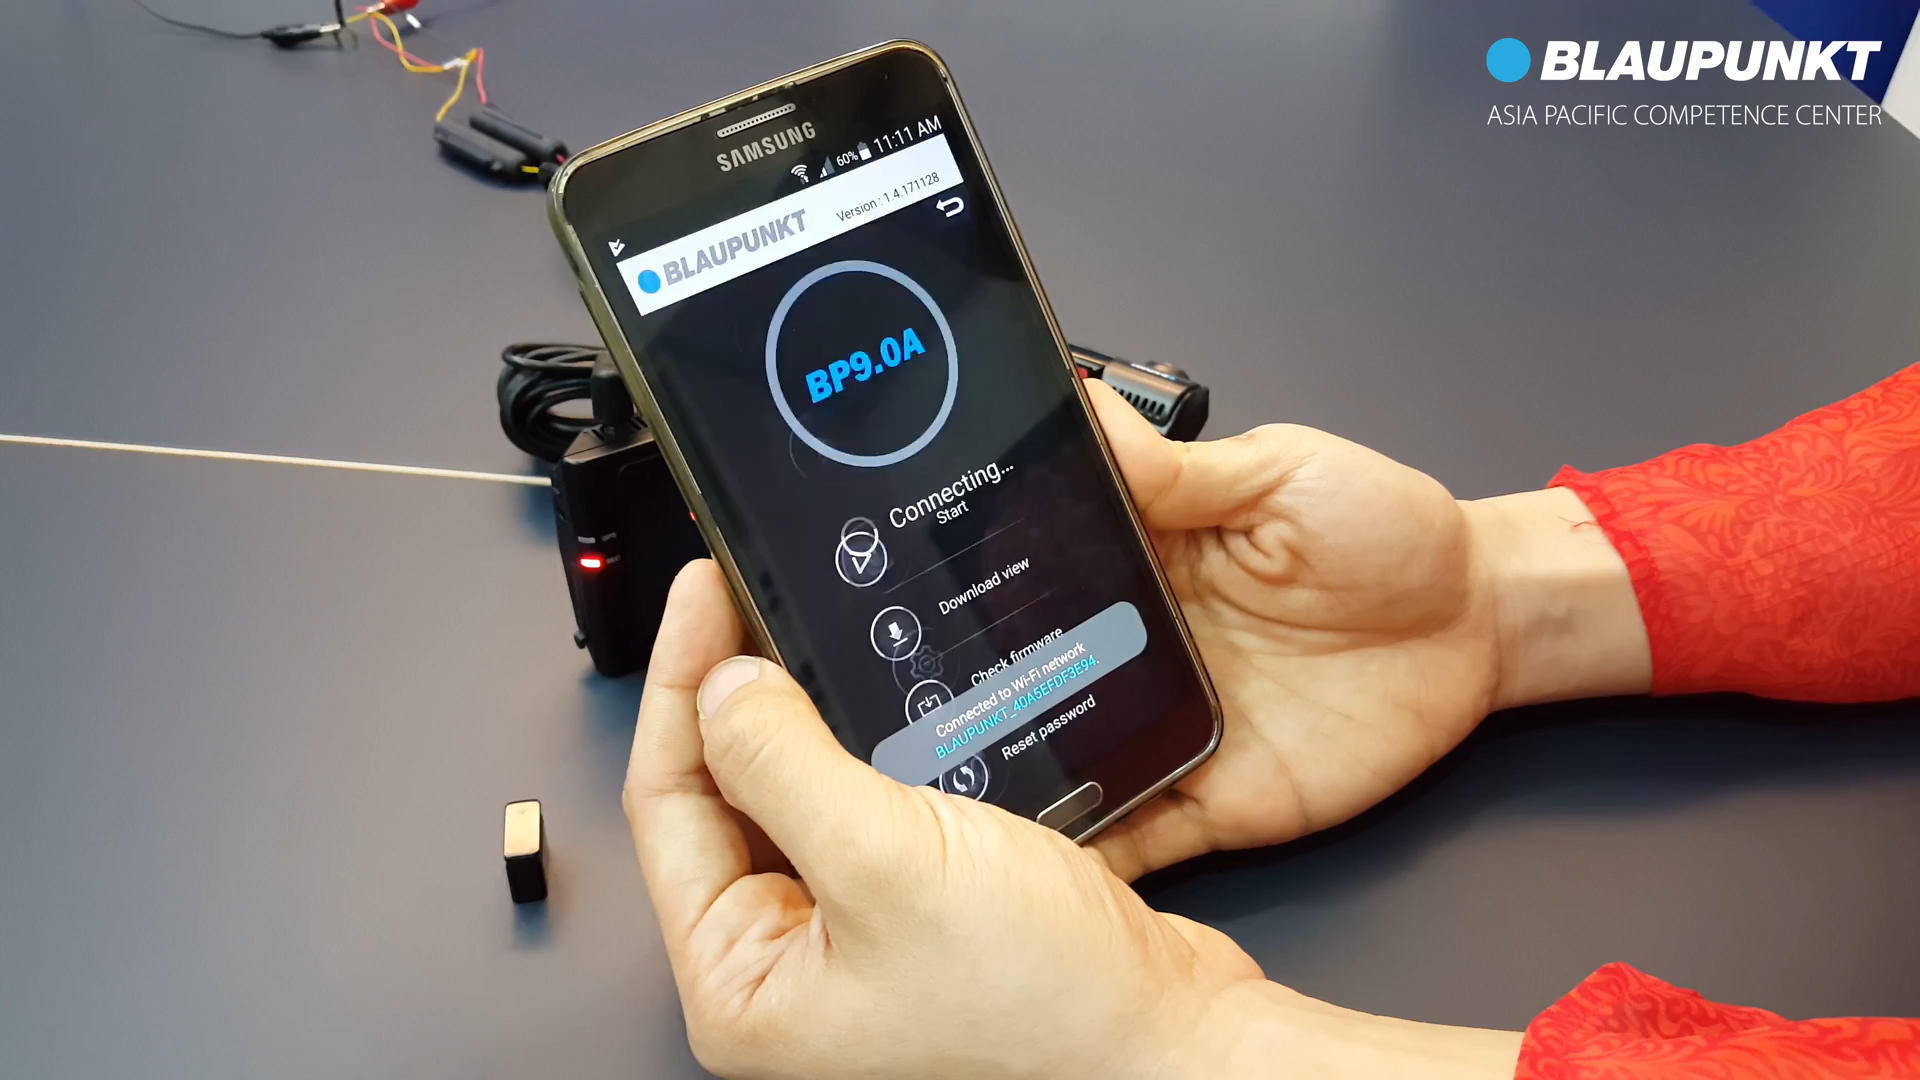 BLAUPUNKT
ASIA PACIFIC COMPETENCE CENTER
SAMSUNG
60% 11:11 AM
BLAUPUNKT
Version : 1.4.171128
BP9.0A
Connecting...
Start
Download view
Check firmware
Connected to Wi-Fi network
BLAUPUNKT_40A5EFDF3E94.
Reset password